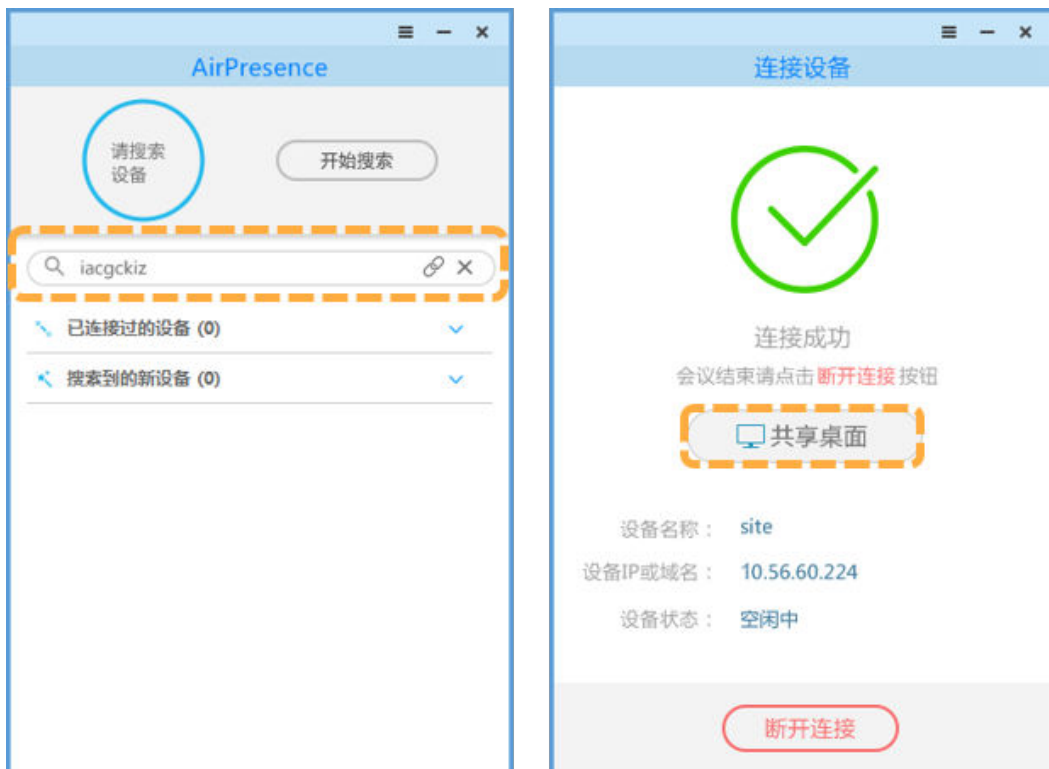 AirPresence
请搜索
设备
开始搜索
iacgckiz
已连接过的设备 (0)
搜索到的新设备 (0)
连接设备
连接成功
会议结束请点击断开连接按钮
共享桌面
设备名称： site
设备IP或域名： 10.56.60.224
设备状态： 空闲中
断开连接